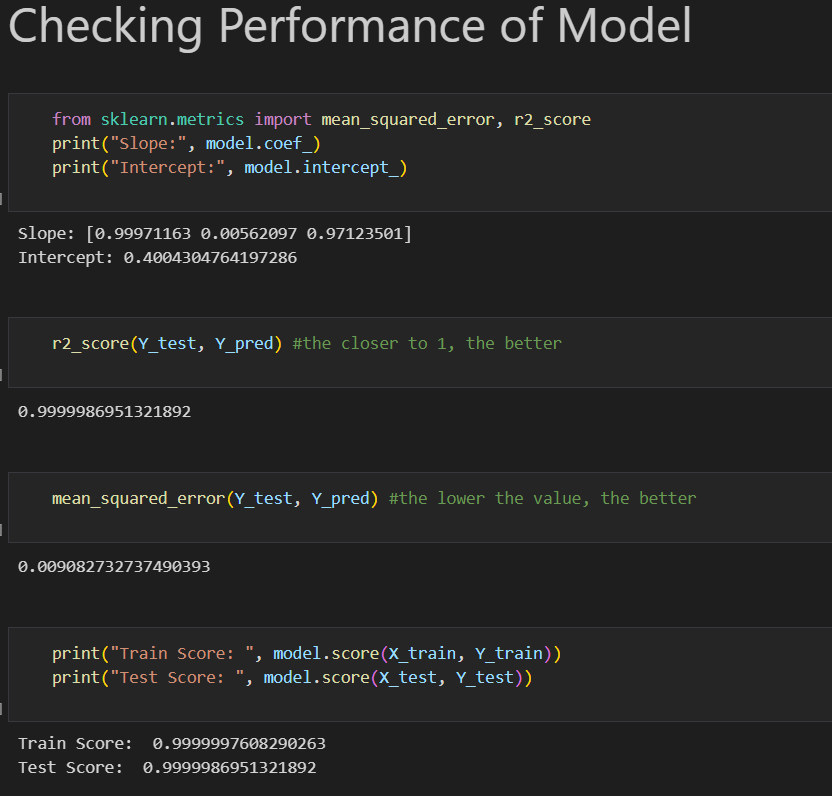 Checking Performance of Model
from sklearn.metrics import mean_squared_error, r2_score
print("Slope:", model.coef_)
print("Intercept:", model.intercept_)
Slope: [0.99971163 0.00562097 0.97123501]
Intercept: 0.4004304764197286
r2_score(Y_test, Y_pred) #the closer to 1, the better
0.9999986951321892
mean_squared_error(Y_test, Y_pred) #the lower the value, the better
0.009082732737490393
print("Train Score: ", model.score(X_train, Y_train))
print("Test Score: ", model.score(X_test, Y_test))
Train Score:  0.9999997608290263
Test Score:  0.9999986951321892